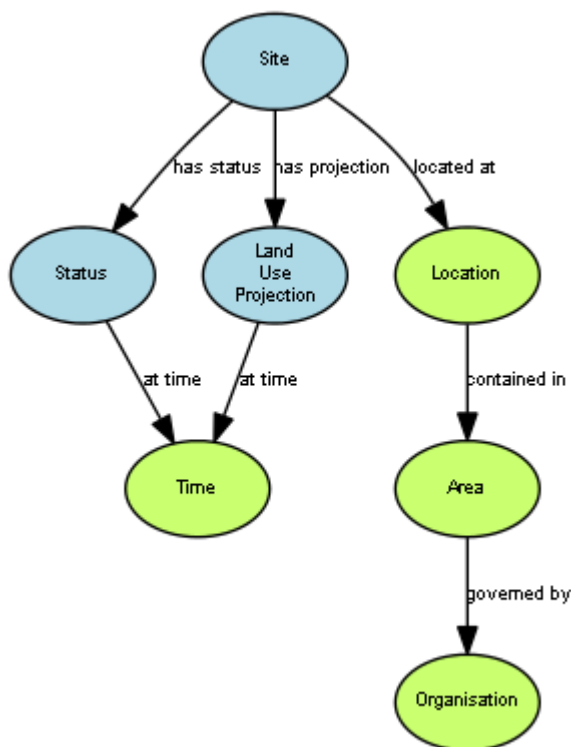 Site
has status
has projection
located at
Status
Land
Use
Projection
Location
at time
at time
contained in
Time
Area
governed by
Organisation